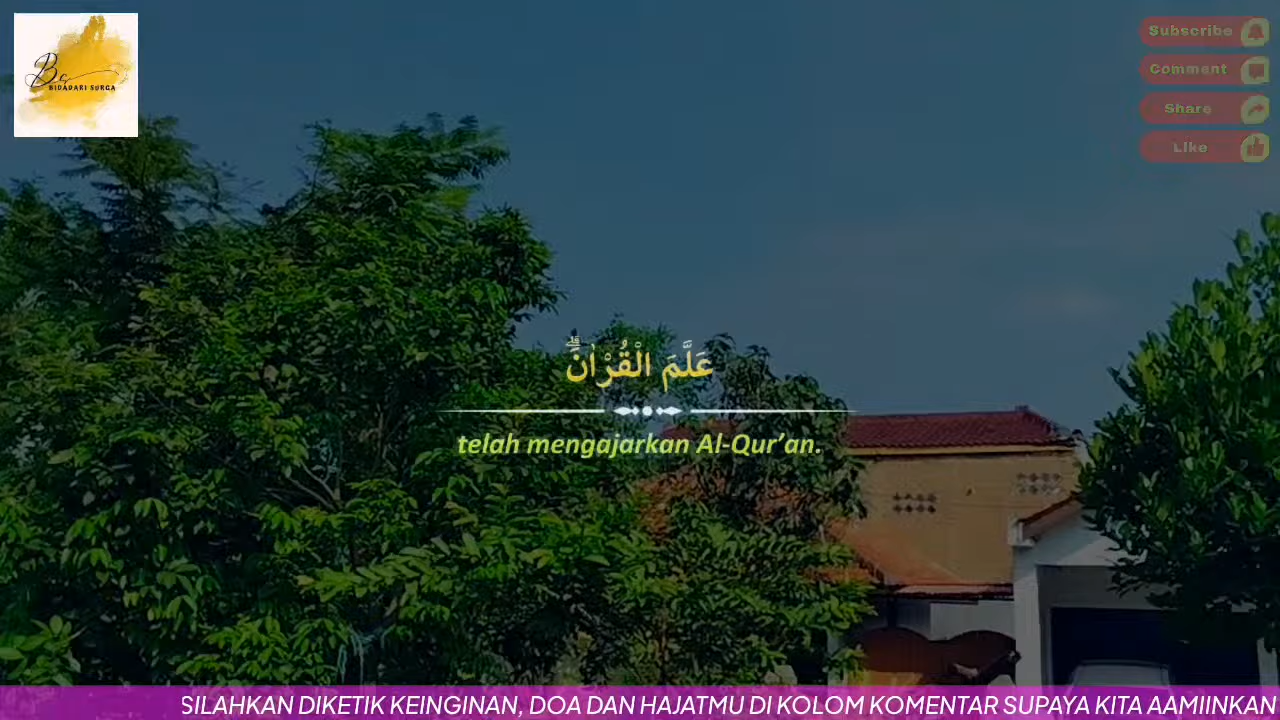 Bs
BIDADARI SURGA
Subscribe
Comment
Share
Like
عَلَّمَ الْقُرْاٰنَۗ
telah mengajarkan Al-Qur’an.
SILAHKAN DIKETIK KEINGINAN, DOA DAN HAJATMU DI KOLOM KOMENTAR SUPAYA KITA AAMIINKAN